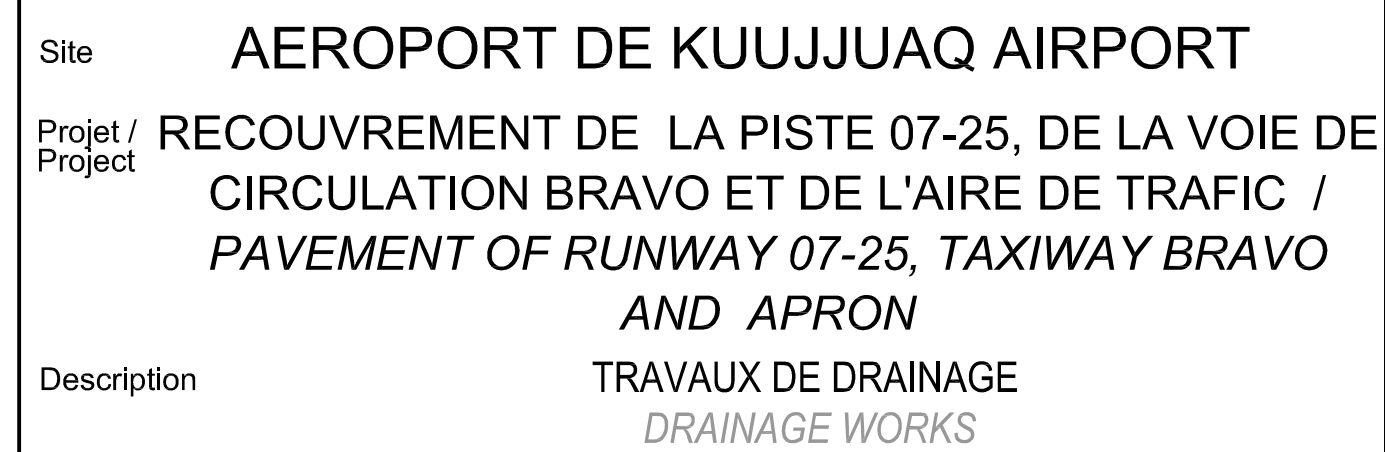 Site AEROPORT DE KUUJJUAQ AIRPORT
Projet / RECOUVREMENT DE LA PISTE 07-25, DE LA VOIE DE
Project
CIRCULATION BRAVO ET DE L'AIRE DE TRAFIC /
PAVEMENT OF RUNWAY 07-25, TAXIWAY BRAVO
AND APRON
Description TRAVAUX DE DRAINAGE
DRAINAGE WORKS